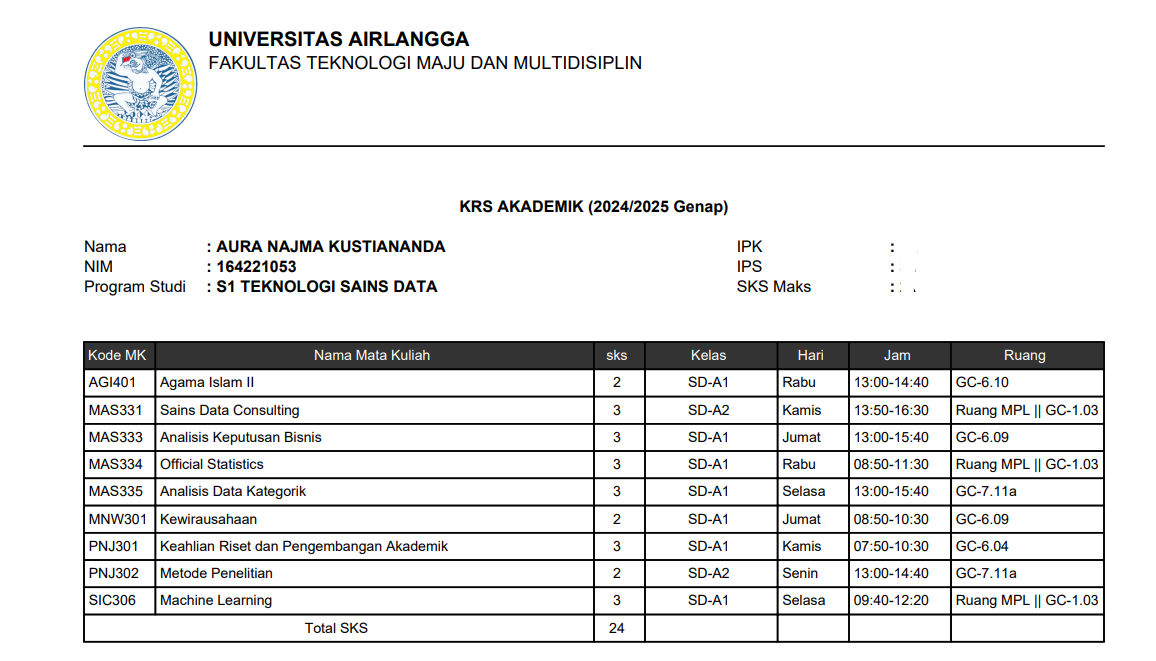 UNIVERSITAS AIRLANGGA
FAKULTAS TEKNOLOGI MAJU DAN MULTIDISIPLIN
KRS AKADEMIK (2024/2025 Genap)
Nama : AURA NAJMA KUSTIANANDA IPK :
NIM : 164221053 IPS :
Program Studi : S1 TEKNOLOGI SAINS DATA SKS Maks :
Kode MK Nama Mata Kuliah sks Kelas Hari Jam Ruang
AGI401 Agama Islam II 2 SD-A1 Rabu 13:00-14:40 GC-6.10
MAS331 Sains Data Consulting 3 SD-A2 Kamis 13:50-16:30 Ruang MPL || GC-1.03
MAS333 Analisis Keputusan Bisnis 3 SD-A1 Jumat 13:00-15:40 GC-6.09
MAS334 Official Statistics 3 SD-A1 Rabu 08:50-11:30 Ruang MPL || GC-1.03
MAS335 Analisis Data Kategorik 3 SD-A1 Selasa 13:00-15:40 GC-7.11a
MNW301 Kewirausahaan 2 SD-A1 Jumat 08:50-10:30 GC-6.09
PNJ301 Keahlian Riset dan Pengembangan Akademik 3 SD-A1 Kamis 07:50-10:30 GC-6.04
PNJ302 Metode Penelitian 2 SD-A2 Senin 13:00-14:40 GC-7.11a
SIC306 Machine Learning 3 SD-A1 Selasa 09:40-12:20 Ruang MPL || GC-1.03
Total SKS 24